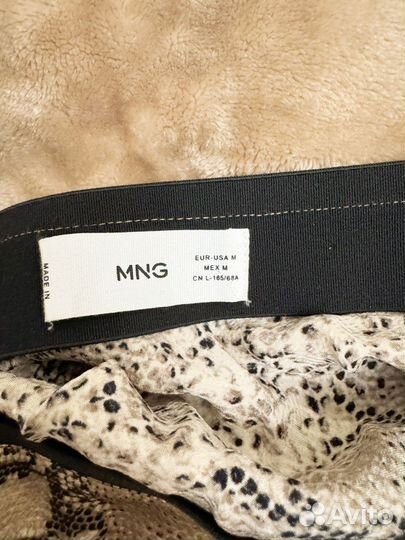 MNG
EUR-USA M
MEX M
CN L-165/68A
MADE IN
Avito